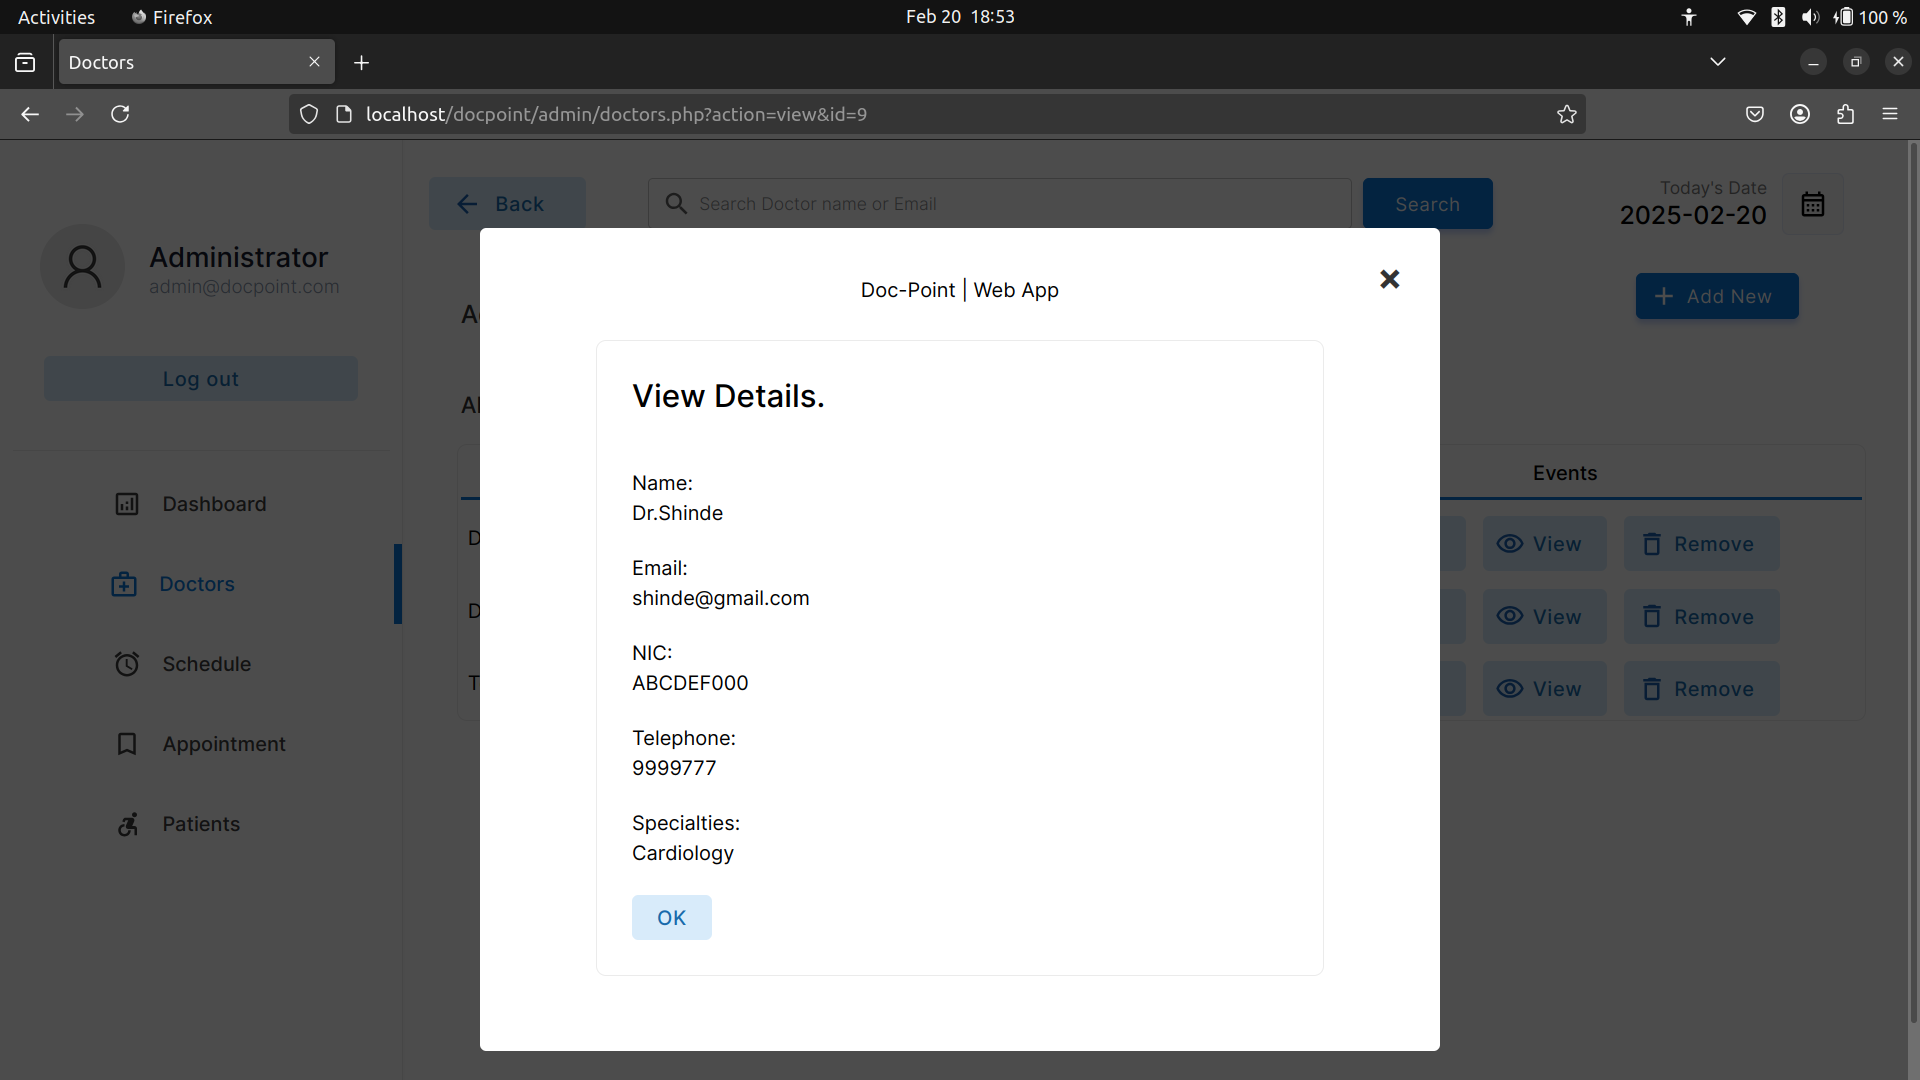 Activities Firefox Feb 20 18:53 100 %
Doctors
localhost/docpoint/admin/doctors.php?action=view&id=9
Back Search Doctor name or Email Search Today's Date
2025-02-20
Administrator
admin@docpoint.com
Log out
Dashboard
Doctors
Schedule
Appointment
Patients
Add New
Events
View Remove
View Remove
View Remove
Doc-Point | Web App
View Details.
Name:
Dr.Shinde
Email:
shinde@gmail.com
NIC:
ABCDEF000
Telephone:
9999777
Specialties:
Cardiology
OK